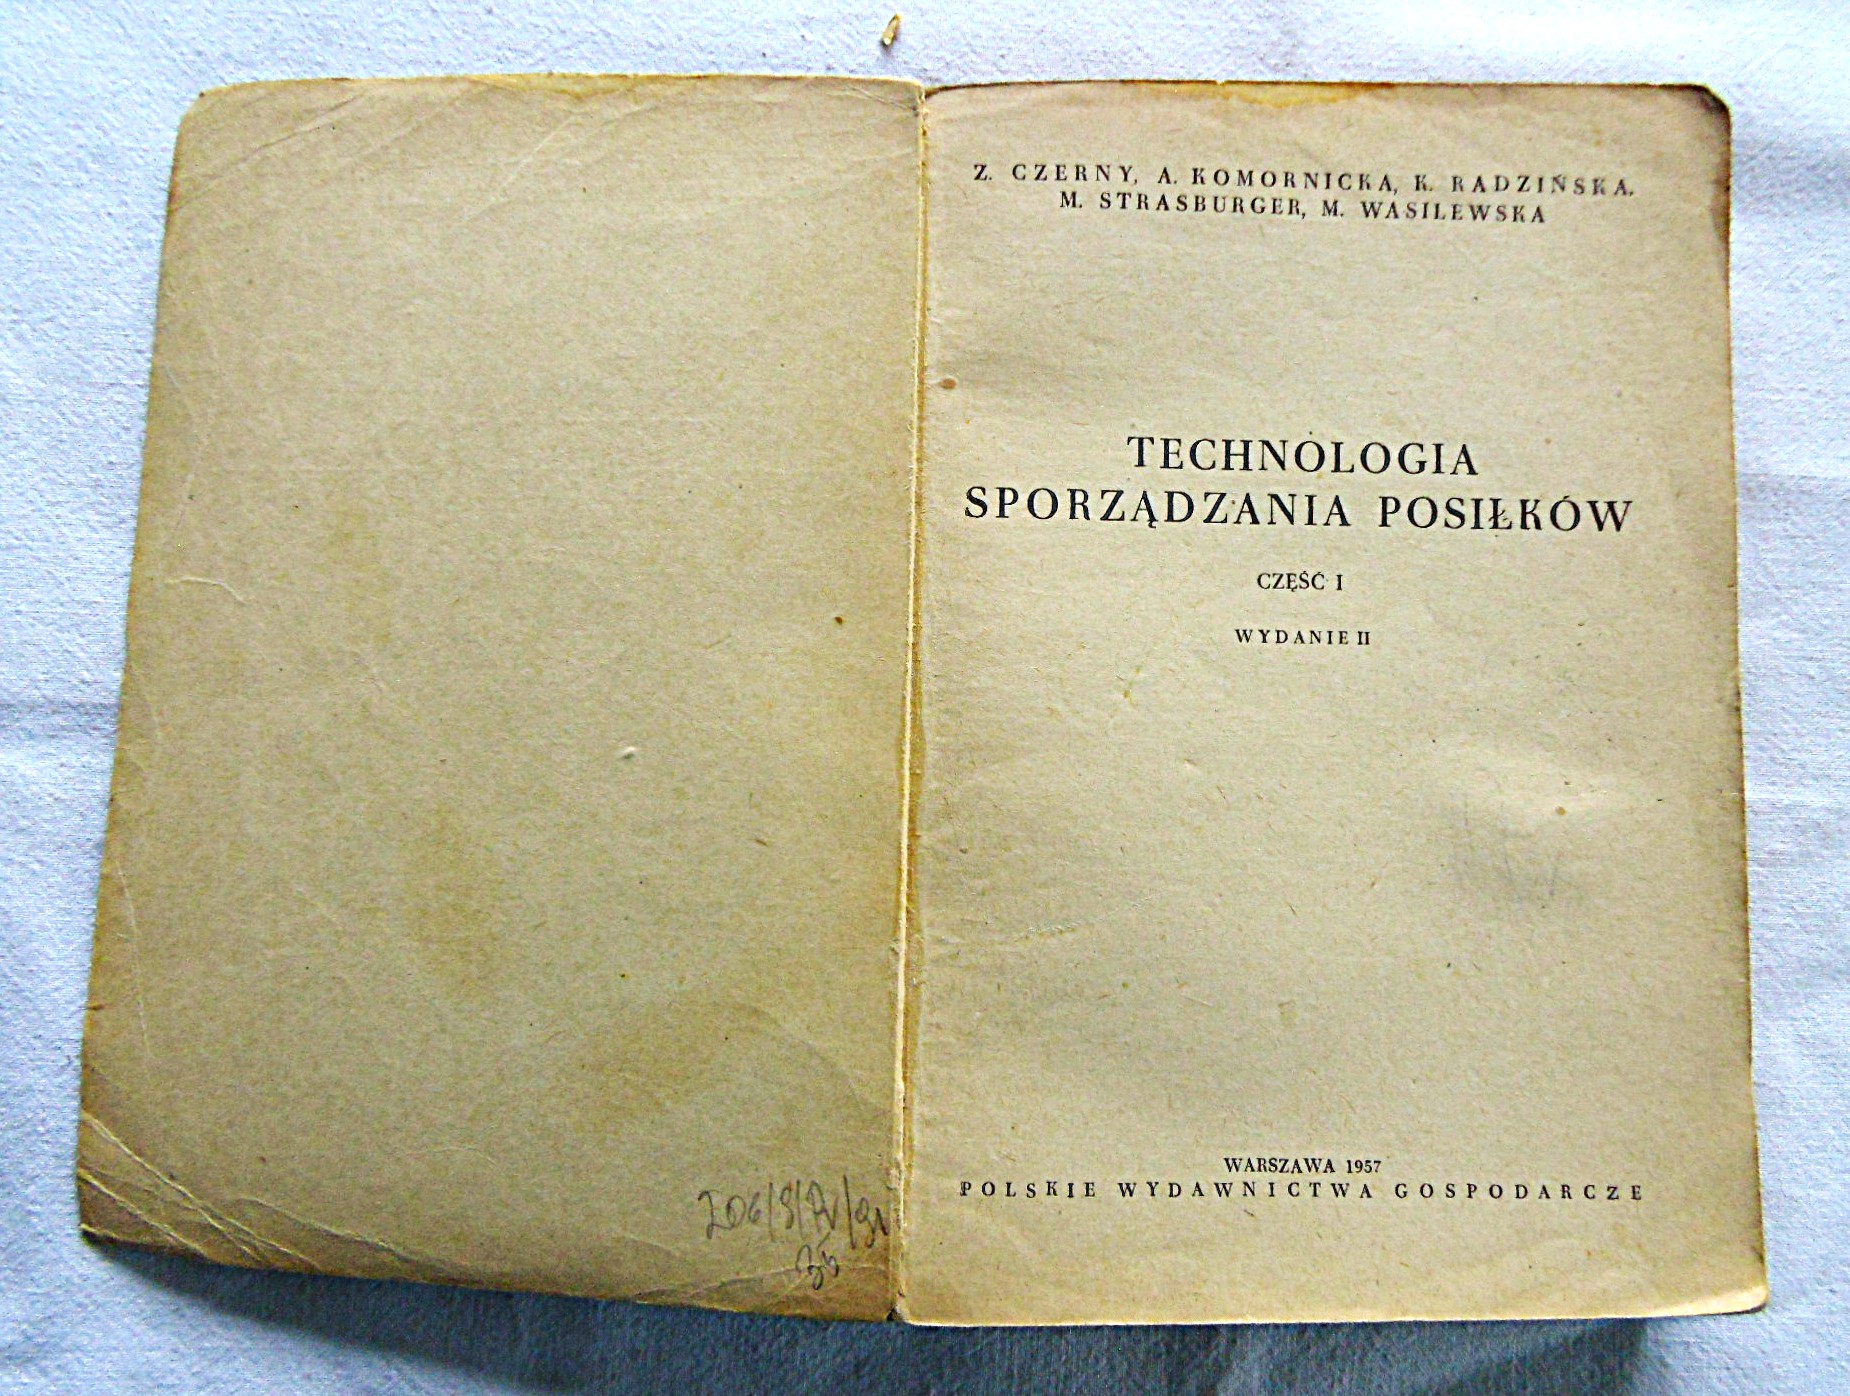 Z. CZERNY, A. KOMORNICKA, K. RADZIŃSKA,
M. STRASBURGER, M. WASILEWSKA
TECHNOLOGIA
SPORZĄDZANIA POSIŁKÓW
CZĘŚĆ I
WYDANIE II
WARSZAWA 1957
POLSKIE WYDAWNICTWA GOSPODARCZE